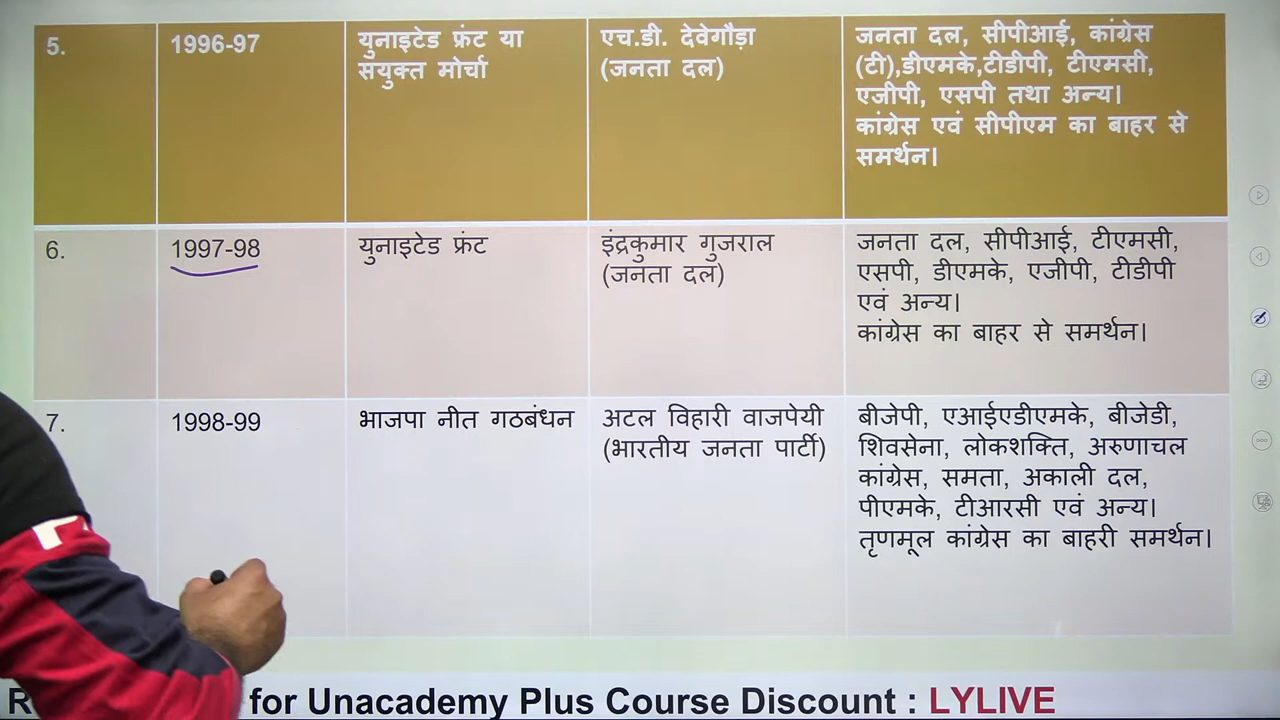 5.
1996-97
युनाइटेड फ्रंट या
सयुक्त मोर्चा
एच.डी. देवेगौड़ा
(जनता दल)
जनता दल, सीपीआई, कांग्रेस
(टी),डीएमके,टीडीपी, टीएमसी,
एजीपी, एसपी तथा अन्य।
कांग्रेस एवं सीपीएम का बाहर से
समर्थन।
6.
1997-98
युनाइटेड फ्रंट
इंद्रकुमार गुजराल
(जनता दल)
जनता दल, सीपीआई, टीएमसी,
एसपी, डीएमके, एजीपी, टीडीपी
एवं अन्य।
कांग्रेस का बाहर से समर्थन।
7.
1998-99
भाजपा नीत गठबंधन
अटल विहारी वाजपेयी
(भारतीय जनता पार्टी)
बीजेपी, एआईएडीएमके, बीजेडी,
शिवसेना, लोकशक्ति, अरुणाचल
कांग्रेस, समता, अकाली दल,
पीएमके, टीआरसी एवं अन्य।
तृणमूल कांग्रेस का बाहरी समर्थन।
for Unacademy Plus Course Discount : LYLIVE